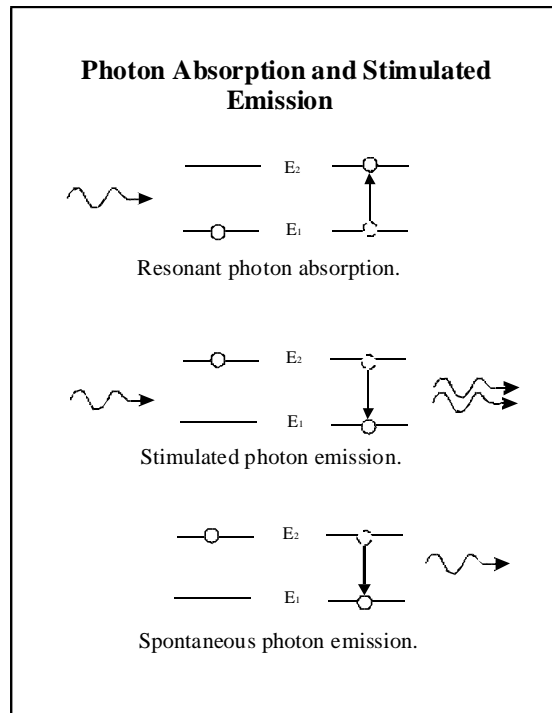 Photon Absorption and Stimulated
Emission
E₂
E₁
Resonant photon absorption.
E₂
E₁
Stimulated photon emission.
E₂
E₁
Spontaneous photon emission.